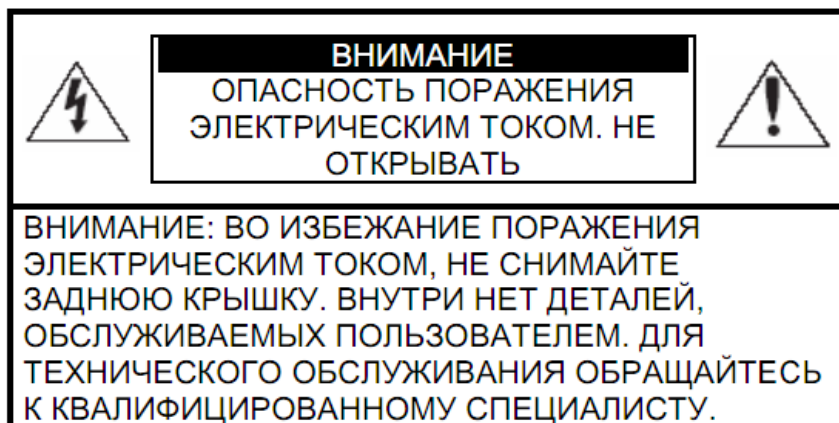 ВНИМАНИЕ
ОПАСНОСТЬ ПОРАЖЕНИЯ
ЭЛЕКТРИЧЕСКИМ ТОКОМ. НЕ
ОТКРЫВАТЬ
ВНИМАНИЕ: ВО ИЗБЕЖАНИЕ ПОРАЖЕНИЯ
ЭЛЕКТРИЧЕСКИМ ТОКОМ, НЕ СНИМАЙТЕ
ЗАДНЮЮ КРЫШКУ. ВНУТРИ НЕТ ДЕТАЛЕЙ,
ОБСЛУЖИВАЕМЫХ ПОЛЬЗОВАТЕЛЕМ. ДЛЯ
ТЕХНИЧЕСКОГО ОБСЛУЖИВАНИЯ ОБРАЩАЙТЕСЬ
К КВАЛИФИЦИРОВАННОМУ СПЕЦИАЛИСТУ.